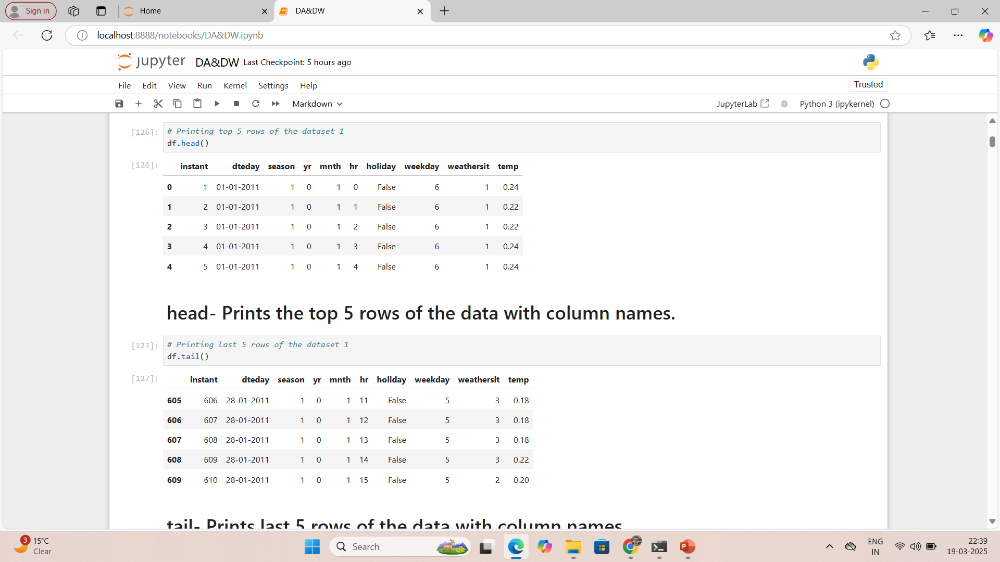 Sign in
Home
DA&DW
localhost:8888/notebooks/DA&DW.ipynb
jupyter DA&DW Last Checkpoint: 5 hours ago
File Edit View Run Kernel Settings Help
Trusted
Markdown
JupyterLab
Python 3 (ipykernel)
[126]: # Printing top 5 rows of the dataset 1
df.head()
[126]: instant dteday season yr mnth hr holiday weekday weathersit temp
0 1 01-01-2011 1 0 1 0 False 6 1 0.24
1 2 01-01-2011 1 0 1 1 False 6 1 0.22
2 3 01-01-2011 1 0 1 2 False 6 1 0.22
3 4 01-01-2011 1 0 1 3 False 6 1 0.24
4 5 01-01-2011 1 0 1 4 False 6 1 0.24
head- Prints the top 5 rows of the data with column names.
[127]: # Printing last 5 rows of the dataset 1
df.tail()
[127]: instant dteday season yr mnth hr holiday weekday weathersit temp
605 606 28-01-2011 1 0 1 11 False 5 3 0.18
606 607 28-01-2011 1 0 1 12 False 5 3 0.18
607 608 28-01-2011 1 0 1 13 False 5 3 0.18
608 609 28-01-2011 1 0 1 14 False 5 3 0.22
609 610 28-01-2011 1 0 1 15 False 5 2 0.20
tail- Prints last 5 rows of the data with column names
3
15°C
Clear
Search
ENG
IN
22:39
19-03-2025